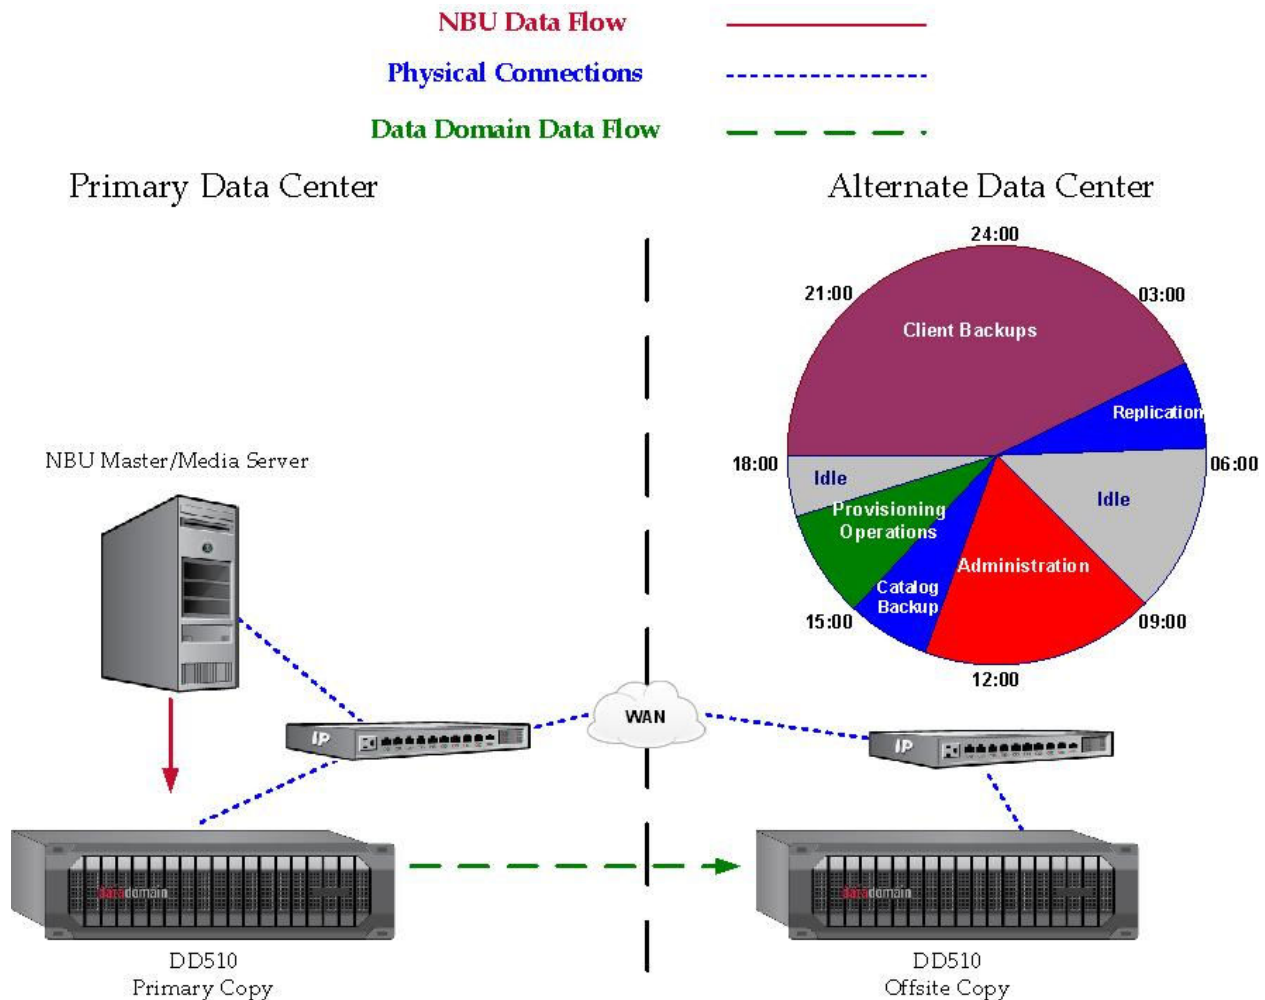 NBU Data Flow
Physical Connections
Data Domain Data Flow
Primary Data Center
Alternate Data Center
24:00
21:00
03:00
Client Backups
Replication
NBU Master/Media Server
18:00
06:00
Idle
Idle
Provisioning
Operations
Administration
Catalog
Backup
15:00
09:00
12:00
WAN
IP
IP
datadomain
datadomain
DD510
Primary Copy
DD510
Offsite Copy